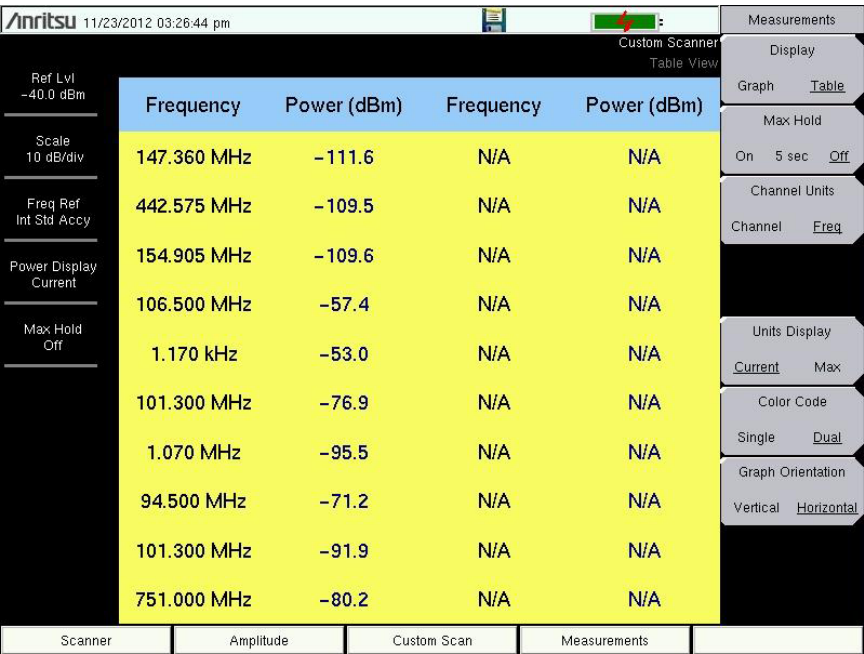 Anritsu 11/23/2012 03:26:44 pm
Custom Scanner
Table View
Ref Lvl
-40.0 dBm
Scale
10 dB/div
Freq Ref
Int Std Accy
Power Display
Current
Max Hold
Off
Frequency Power (dBm) Frequency Power (dBm)
147.360 MHz -111.6 N/A N/A
442.575 MHz -109.5 N/A N/A
154.905 MHz -109.6 N/A N/A
106.500 MHz -57.4 N/A N/A
1.170 kHz -53.0 N/A N/A
101.300 MHz -76.9 N/A N/A
1.070 MHz -95.5 N/A N/A
94.500 MHz -71.2 N/A N/A
101.300 MHz -91.9 N/A N/A
751.000 MHz -80.2 N/A N/A
Measurements
Display
Graph Table
Max Hold
On 5 sec Off
Channel Units
Channel Freq
Units Display
Current Max
Color Code
Single Dual
Graph Orientation
Vertical Horizontal
Scanner Amplitude Custom Scan Measurements